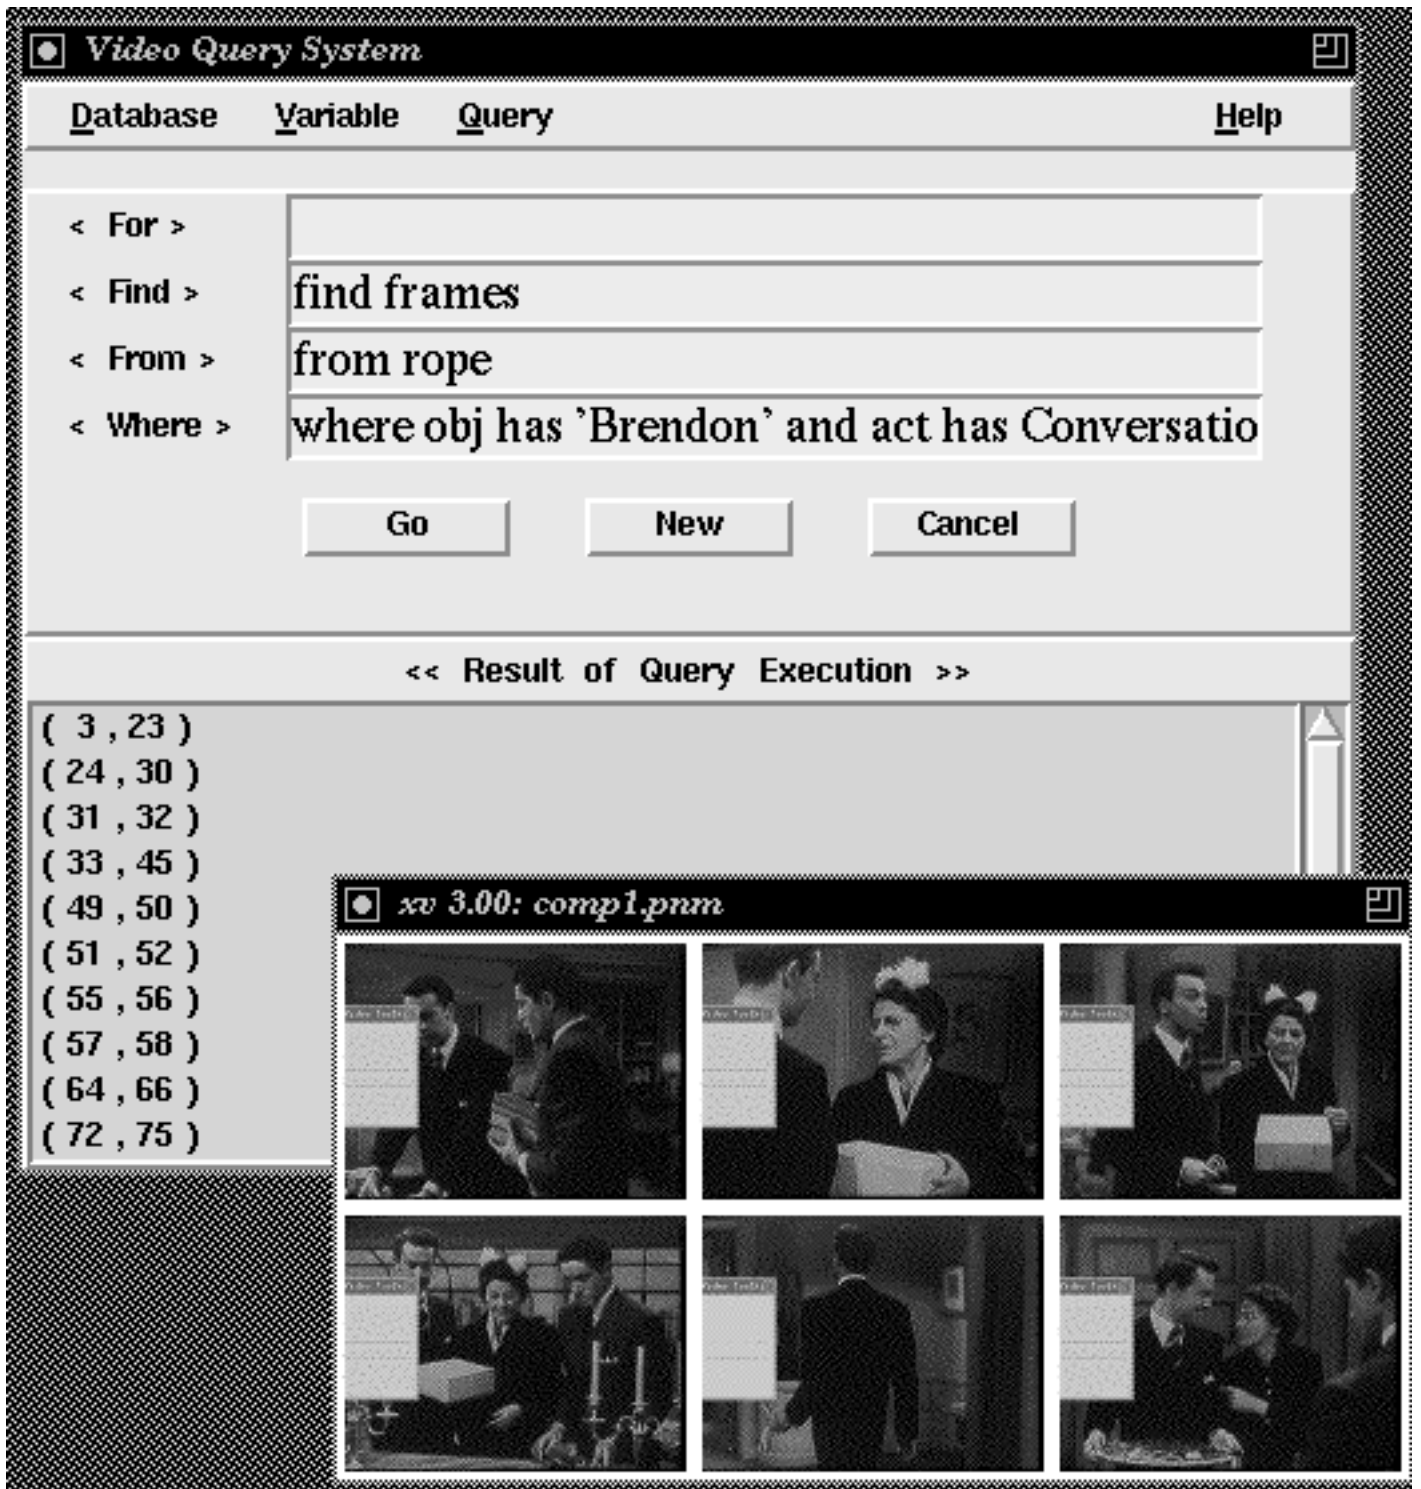 Video Query System
Database Variable Query Help
< For >
< Find > find frames
< From > from rope
< Where > where obj has 'Brendon' and act has Conversatio
Go New Cancel
<< Result of Query Execution >>
( 3 , 23 )
( 24 , 30 )
( 31 , 32 )
( 33 , 45 )
( 49 , 50 )
( 51 , 52 )
( 55 , 56 )
( 57 , 58 )
( 64 , 66 )
( 72 , 75 )
xv 3.00: comp1.pnm